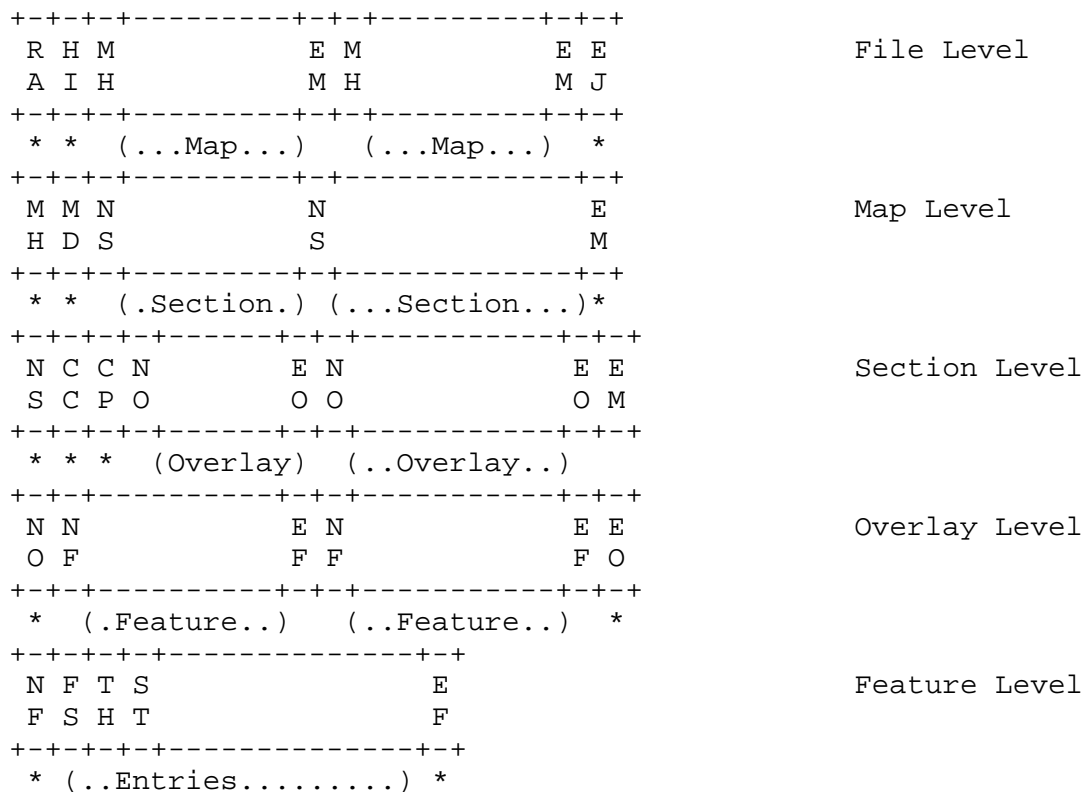 +-+-+-+---------+-+-+---------+-+-+
 R H M          E M          E E             File Level
 A I H          M H          M J
+-+-+-+---------+-+-+---------+-+-+
 * *  (...Map...)   (...Map...)  *
+-+-+-+---------+-+-------------+-+
 M M N          N              E             Map Level
 H D S          S              M
+-+-+-+---------+-+-------------+-+
 * *  (.Section.) (...Section...)*
+-+-+-+-+-------+-+-+-----------+-+-+
 N C C N        E N            E E           Section Level
 S C P O        O O            O M
+-+-+-+-+-------+-+-+-----------+-+-+
 * * *  (Overlay)  (..Overlay..)
+-+-+-----------+-+-+-----------+-+-+
 N N            E N            E E           Overlay Level
 O F            F F            F O
+-+-+-----------+-+-+-----------+-+-+
 *  (.Feature..)   (..Feature..)  *
+-+-+-+-+--------------+-+
 N F T S               E                     Feature Level
 F S H T               F
+-+-+-+-+--------------+-+
 * (..Entries.........) *